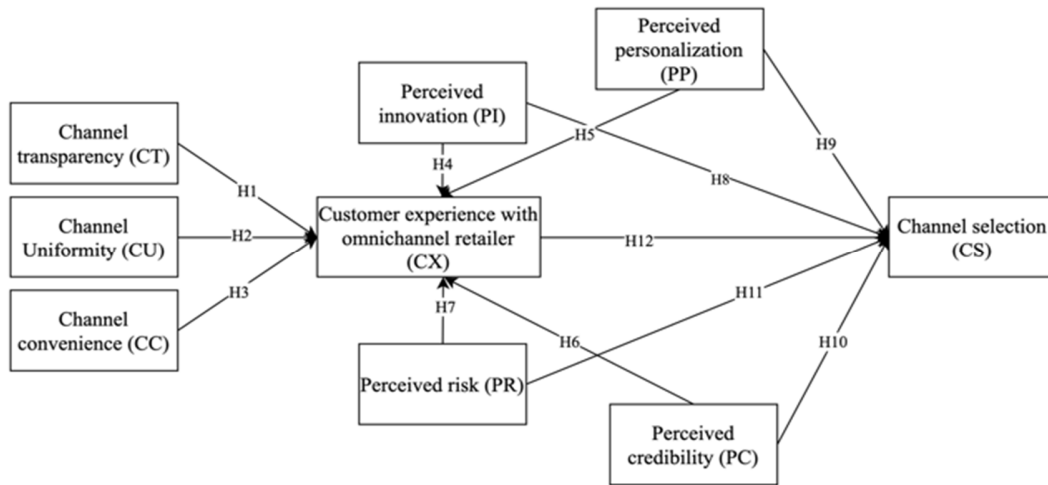 Perceived
personalization
(PP)
Perceived
innovation (PI)
Channel
transparency (CT)
H5
H9
H4
H8
H1
Customer experience with
omnichannel retailer
(CX)
Channel
Uniformity (CU)
H2
H12
Channel selection
(CS)
H3
H11
H7
Channel
convenience (CC)
H6
H10
Perceived risk (PR)
Perceived
credibility (PC)